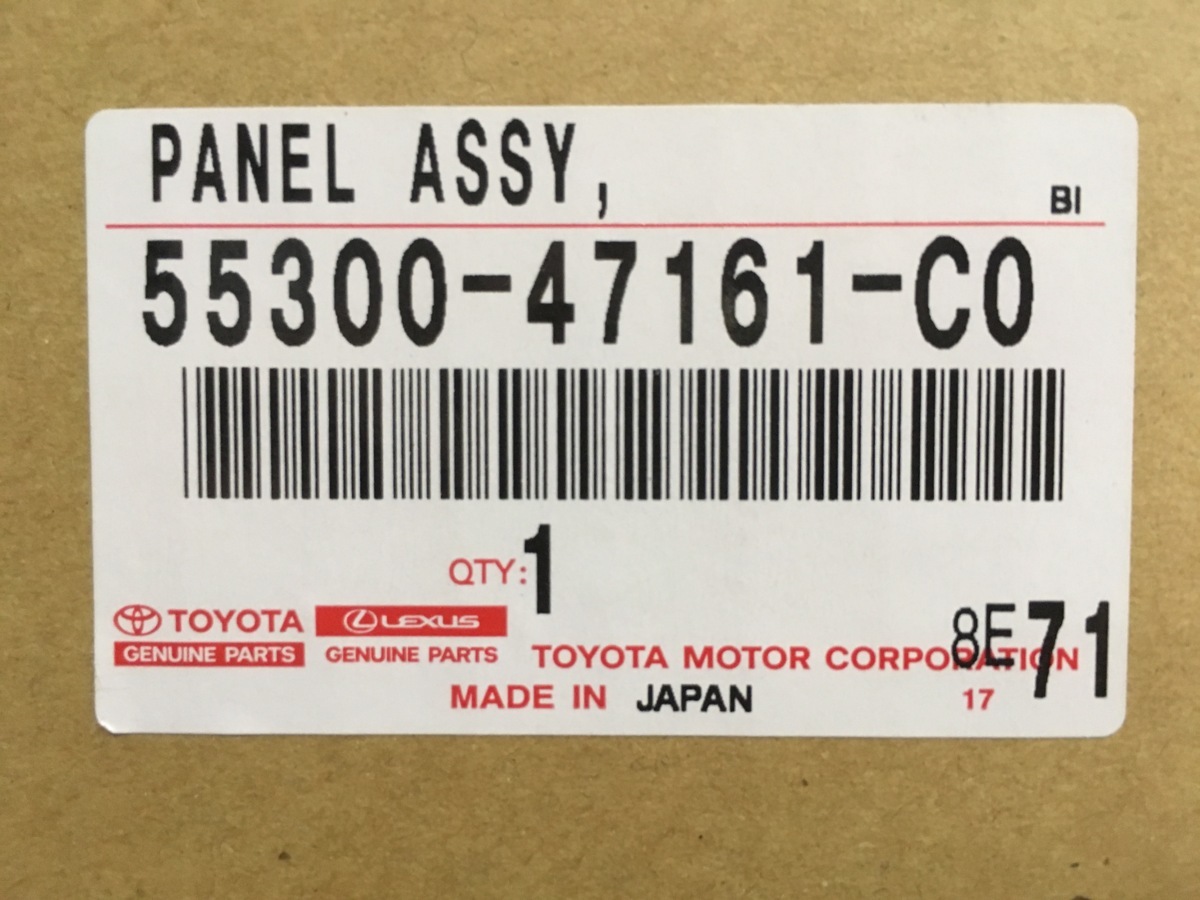 PANEL ASSY,
BI
55300-47161-C0
QTY:1
TOYOTA LEXUS
GENUINE PARTS GENUINE PARTS
TOYOTA MOTOR CORPORATION
8E71
MADE IN JAPAN
17